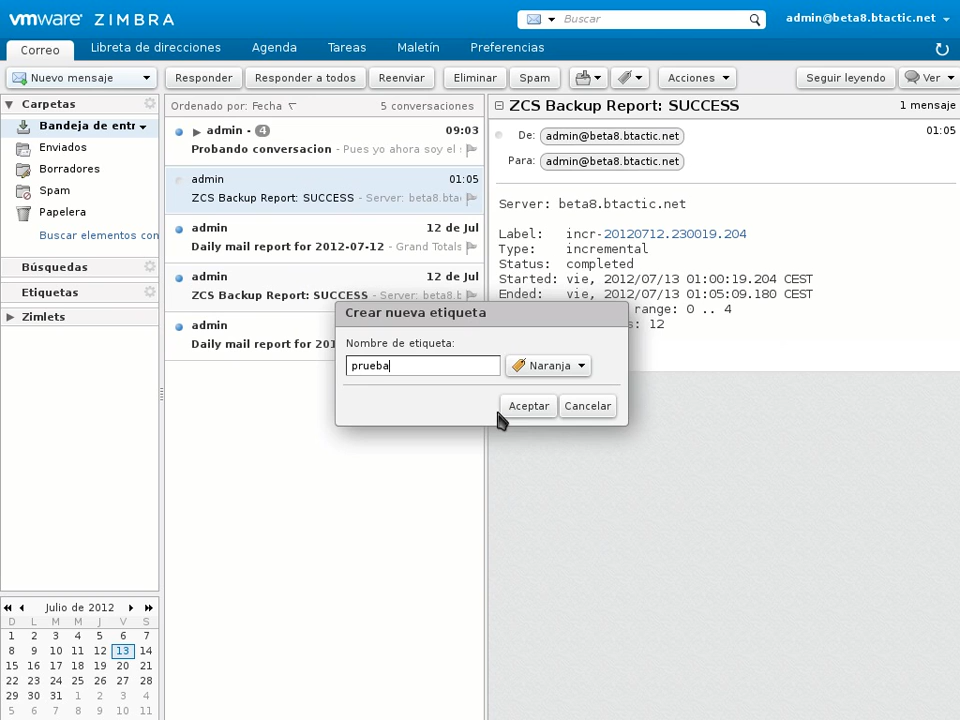 vmware® ZIMBRA
Buscar
admin@beta8.btactic.net
Correo
Libreta de direcciones
Agenda
Tareas
Maletín
Preferencias
Nuevo mensaje
Responder
Responder a todos
Reenviar
Eliminar
Spam
Acciones
Seguir leyendo
Ver
Carpetas
Bandeja de entr
Enviados
Borradores
Spam
Papelera
Buscar elementos con
Búsquedas
Etiquetas
Zimlets
Ordenado por: Fecha
5 conversaciones
admin - 4 09:03
Probando conversacion - Pues yo ahora soy el
admin 01:05
ZCS Backup Report: SUCCESS - Server: beta8.bta
admin 12 de Jul
Daily mail report for 2012-07-12 - Grand Totals
admin 12 de Jul
ZCS Backup Report: SUCCESS - Server: beta8.b
admin
Daily mail report for 201
ZCS Backup Report: SUCCESS
1 mensaje
01:05
De: admin@beta8.btactic.net
Para: admin@beta8.btactic.net
Server: beta8.btactic.net
Label: incr-20120712.230019.204
Type: incremental
Status: completed
Started: vie, 2012/07/13 01:00:19.204 CEST
Ended: vie, 2012/07/13 01:05:09.180 CEST
range: 0 .. 4
s: 12
Crear nueva etiqueta
Nombre de etiqueta:
prueba
Naranja
Aceptar
Cancelar
Julio de 2012
D L M M J V S
1 2 3 4 5 6 7
8 9 10 11 12 13 14
15 16 17 18 19 20 21
22 23 24 25 26 27 28
29 30 31 1 2 3 4
5 6 7 8 9 10 11